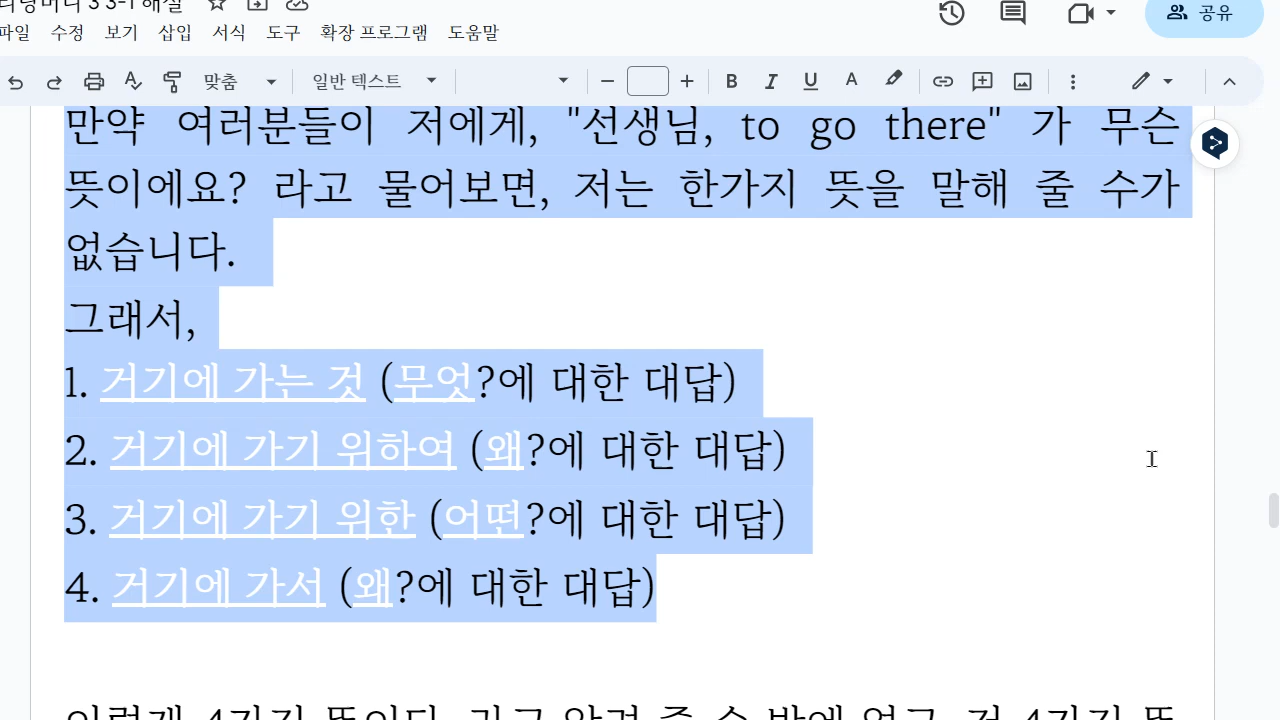 파일 수정 보기 삽입 서식 도구 확장 프로그램 도움말
공유
맞춤 일반 텍스트
만약 여러분들이 저에게, "선생님, to go there" 가 무슨
뜻이에요? 라고 물어보면, 저는 한가지 뜻을 말해 줄 수가
없습니다.
그래서,
1. 거기에 가는 것 (무엇?에 대한 대답)
2. 거기에 가기 위하여 (왜?에 대한 대답)
3. 거기에 가기 위한 (어떤?에 대한 대답)
4. 거기에 가서 (왜?에 대한 대답)